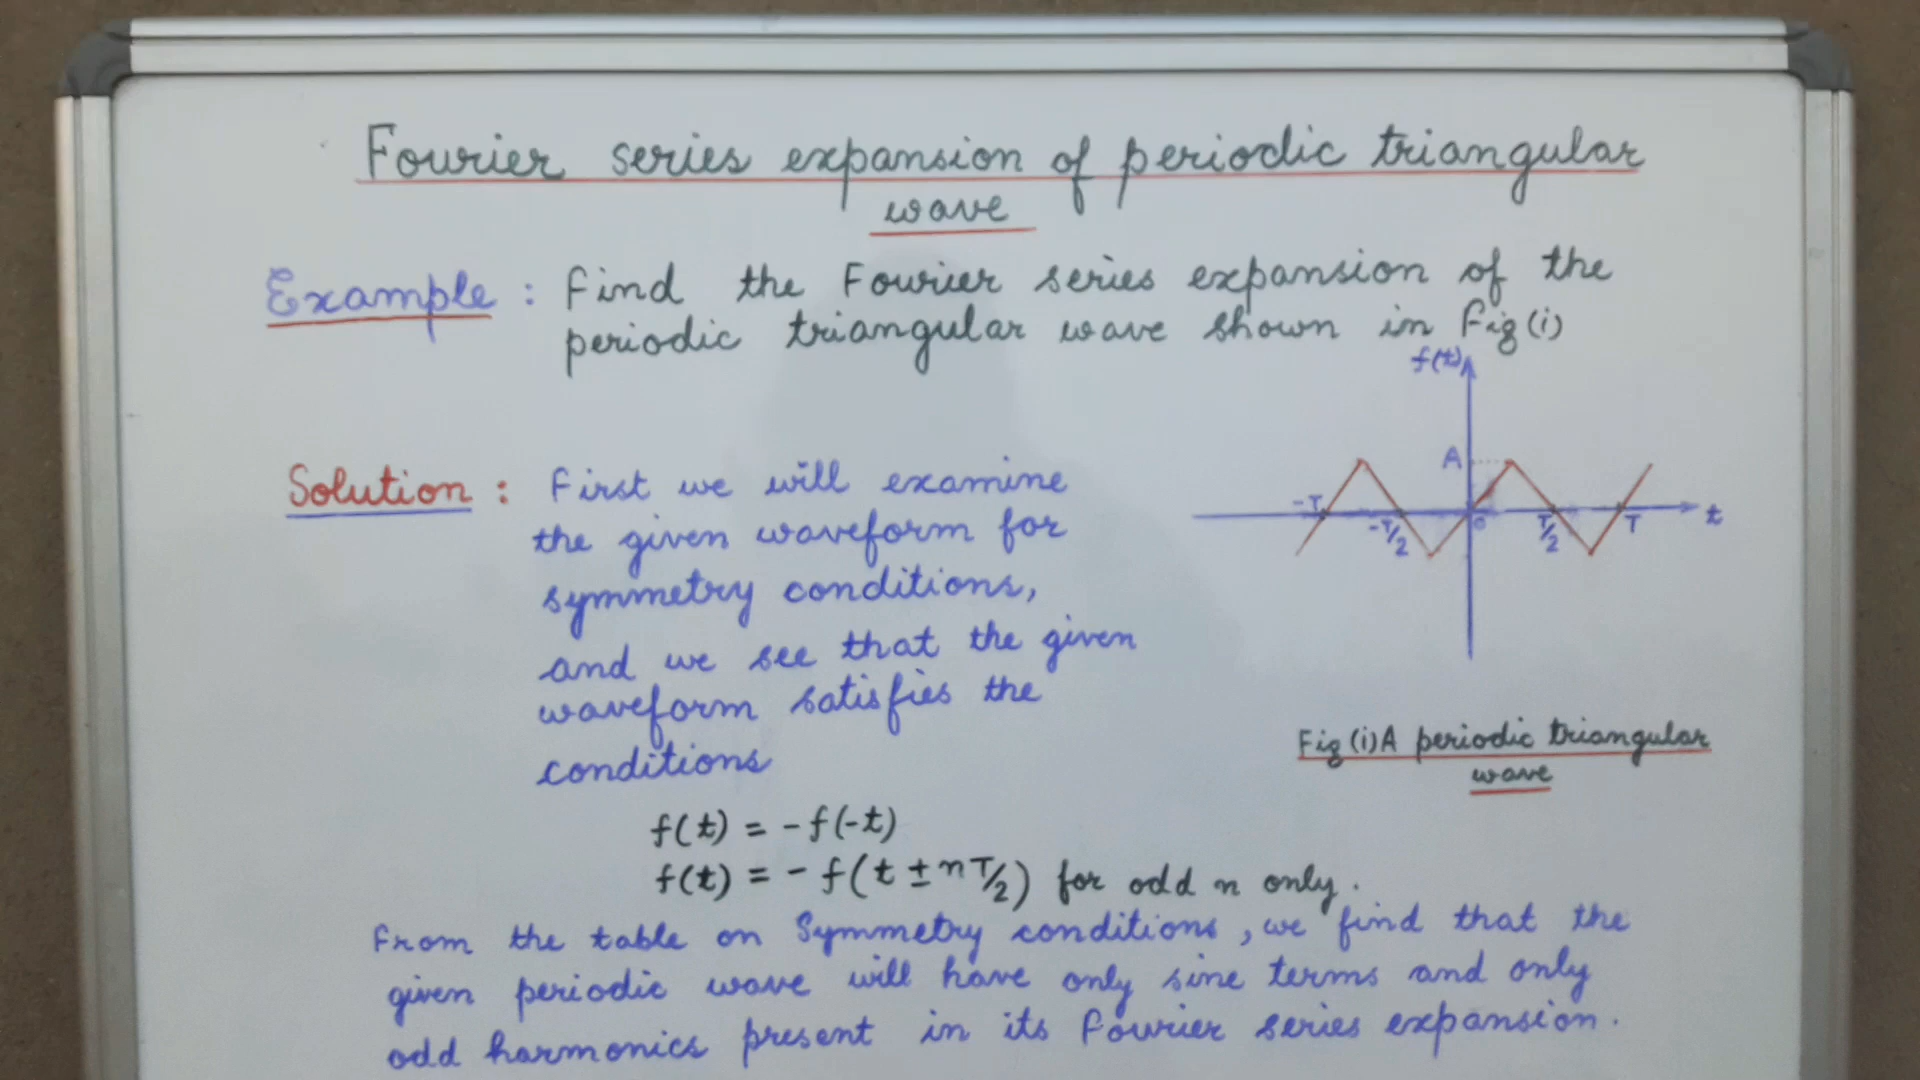 Fourier series expansion of periodic triangular
wave
Example : Find the Fourier series expansion of the
periodic triangular wave shown in Fig (i)
f(t)
A
-T
-T/2
0
T/2
T
t
Solution : First we will examine
the given waveform for
symmetry conditions,
and we see that the given
waveform satisfies the
conditions
Fig (i) A periodic triangular
wave
f(t) = -f(-t)
f(t) = - f(t ± nT/2) for odd n only.
From the table on Symmetry conditions, we find that the
given periodic wave will have only sine terms and only
odd harmonics present in its Fourier series expansion.